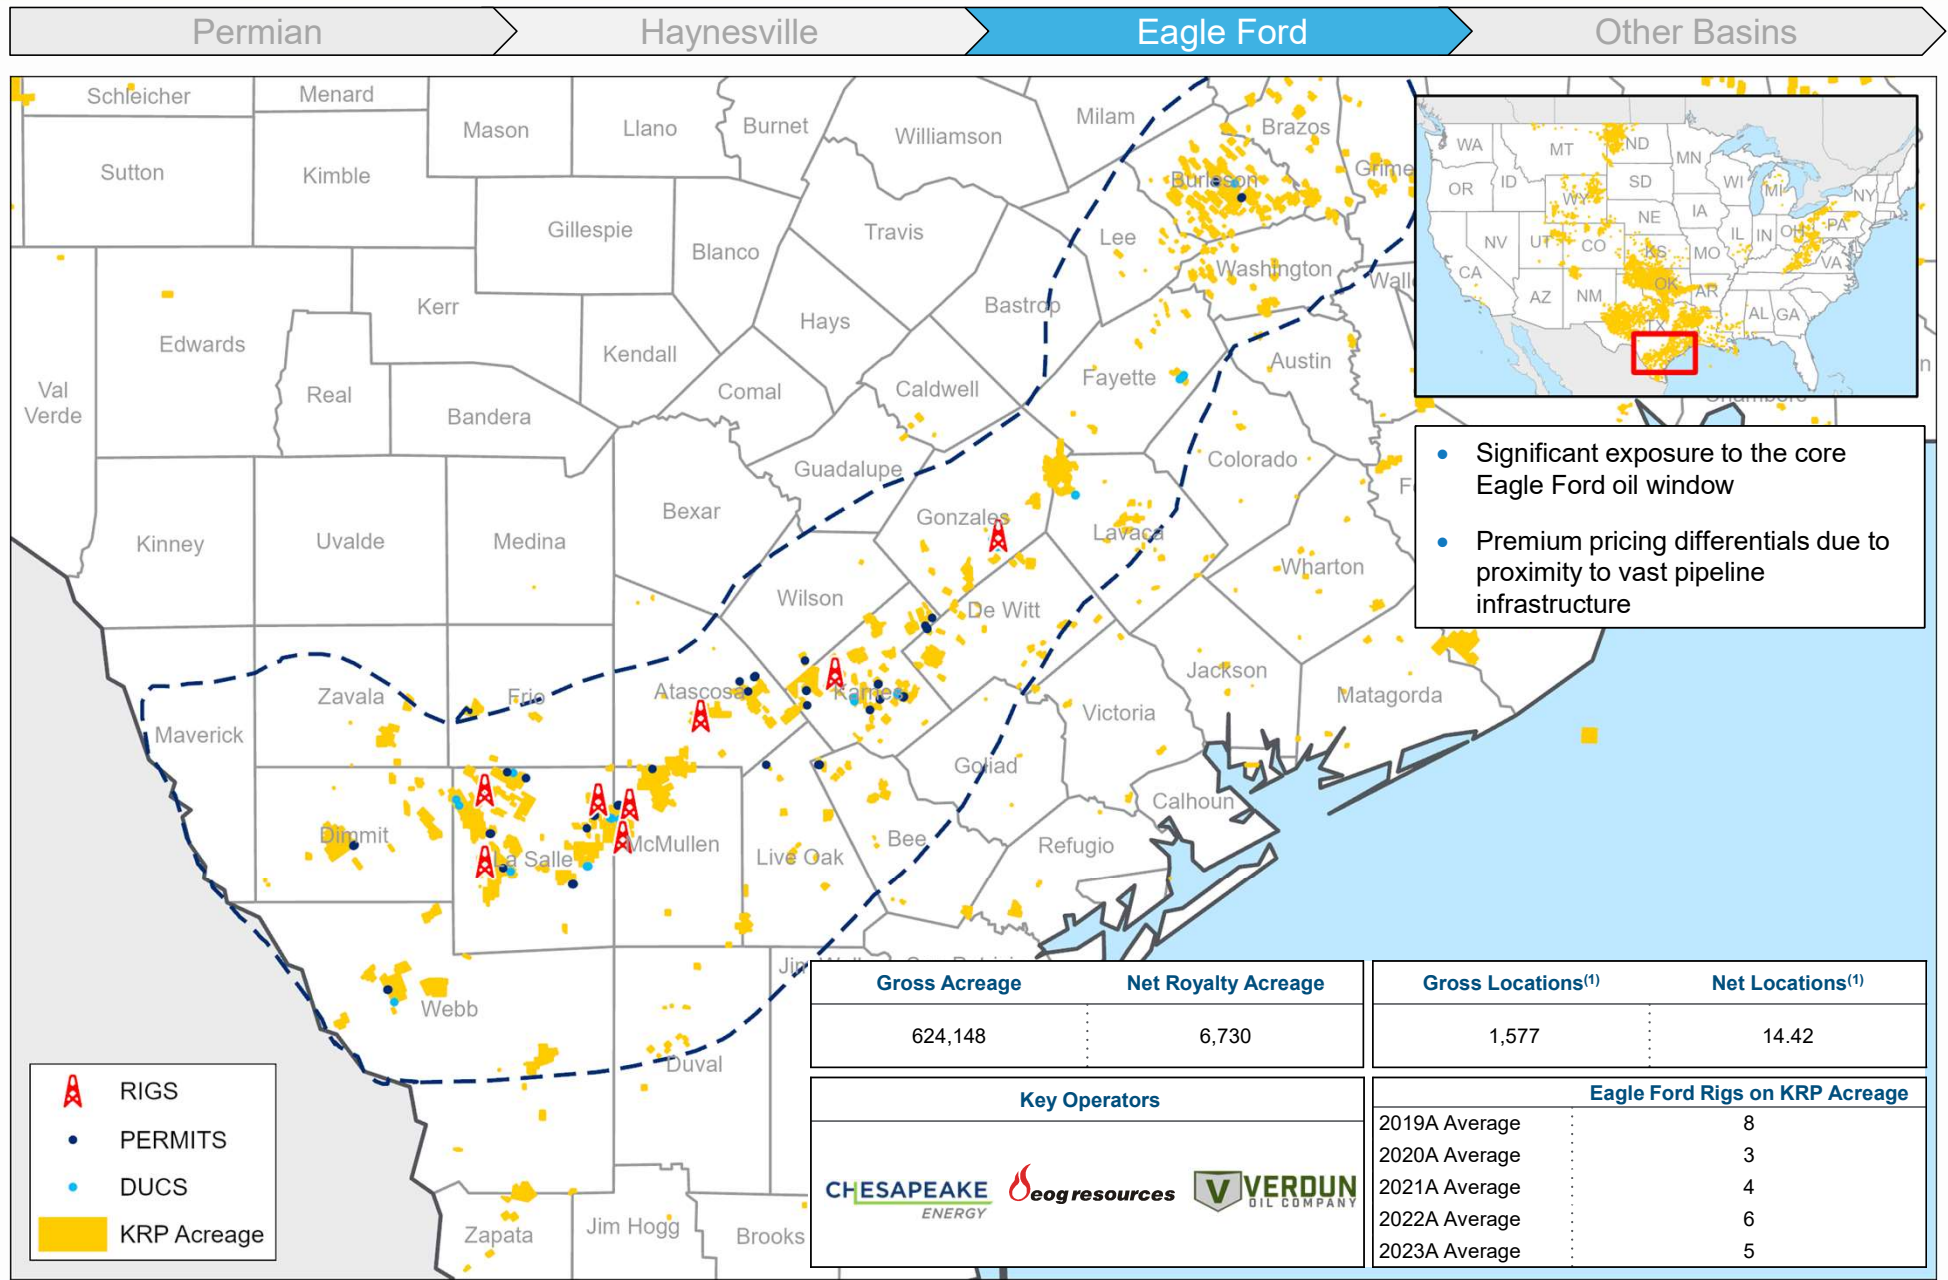 Permian
Haynesville
Eagle Ford
Other Basins
Schleicher
Menard
Mason
Llano
Burnet
Williamson
Milam
Brazos
Sutton
Kimble
Burleson
Grime
Gillespie
Blanco
Travis
Lee
Washington
Walle
Edwards
Kerr
Kendall
Hays
Bastrop
Austin
Val
Verde
Real
Bandera
Comal
Caldwell
Fayette
Guadalupe
Colorado
Kinney
Uvalde
Medina
Bexar
Gonzales
Lavaca
Wharton
Wilson
De Witt
Jackson
Matagorda
Maverick
Zavala
Frio
Atascosa
Karnes
Victoria
Goliad
Calhoun
Dimmit
La Salle
McMullen
Live Oak
Bee
Refugio
Webb
Duval
Zapata
Jim Hogg
Brooks
WA
MT
ND
MN
OR
ID
SD
WI
MI
NY
WY
NE
IA
NV
UT
CO
IL
IN
OH
PA
KS
MO
VA
CA
AZ
NM
OK
AR
TX
AL
GA
• Significant exposure to the core
Eagle Ford oil window
• Premium pricing differentials due to
proximity to vast pipeline
infrastructure
RIGS
PERMITS
DUCS
KRP Acreage
Gross Acreage Net Royalty Acreage
624,148 6,730
Gross Locations(1) Net Locations(1)
1,577 14.42
Key Operators
CHESAPEAKE
ENERGY
eog resources
V VERDUN
OIL COMPANY
Eagle Ford Rigs on KRP Acreage
2019A Average 8
2020A Average 3
2021A Average 4
2022A Average 6
2023A Average 5